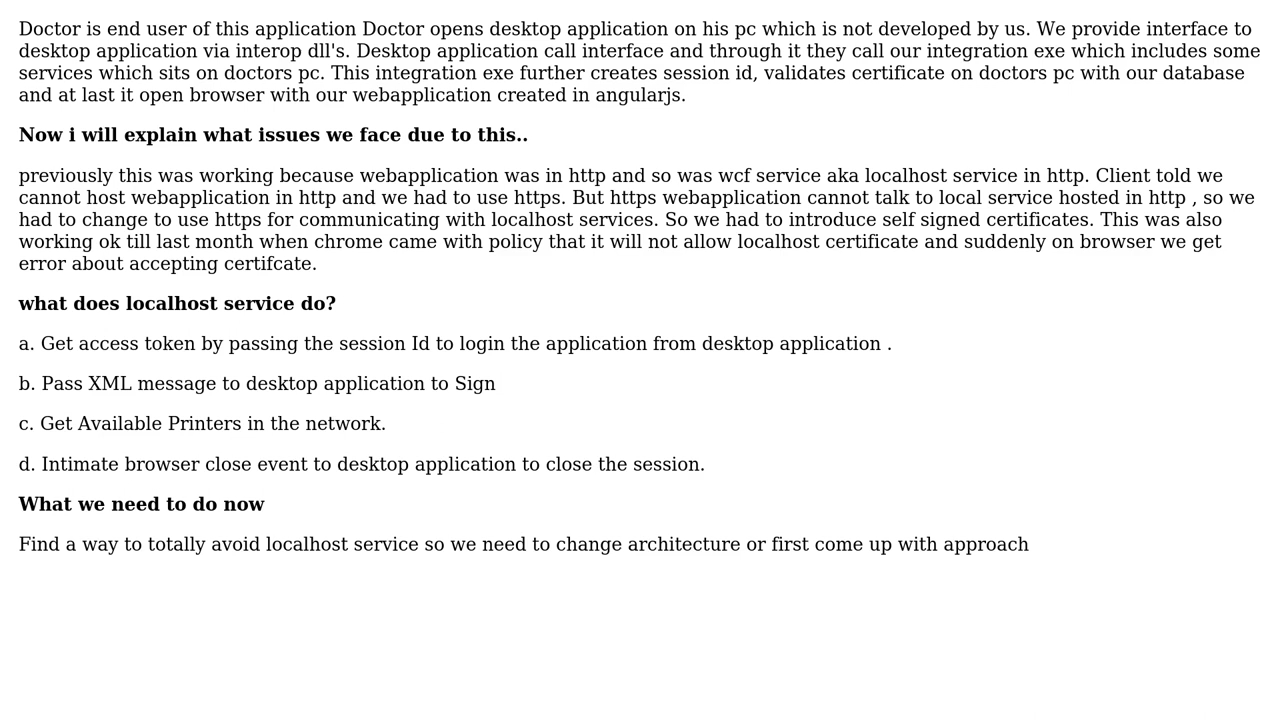 Doctor is end user of this application Doctor opens desktop application on his pc which is not developed by us. We provide interface to
desktop application via interop dll's. Desktop application call interface and through it they call our integration exe which includes some
services which sits on doctors pc. This integration exe further creates session id, validates certificate on doctors pc with our database
and at last it open browser with our webapplication created in angularjs.
Now i will explain what issues we face due to this..
previously this was working because webapplication was in http and so was wcf service aka localhost service in http. Client told we
cannot host webapplication in http and we had to use https. But https webapplication cannot talk to local service hosted in http , so we
had to change to use https for communicating with localhost services. So we had to introduce self signed certificates. This was also
working ok till last month when chrome came with policy that it will not allow localhost certificate and suddenly on browser we get
error about accepting certifcate.
what does localhost service do?
a. Get access token by passing the session Id to login the application from desktop application .
b. Pass XML message to desktop application to Sign
c. Get Available Printers in the network.
d. Intimate browser close event to desktop application to close the session.
What we need to do now
Find a way to totally avoid localhost service so we need to change architecture or first come up with approach